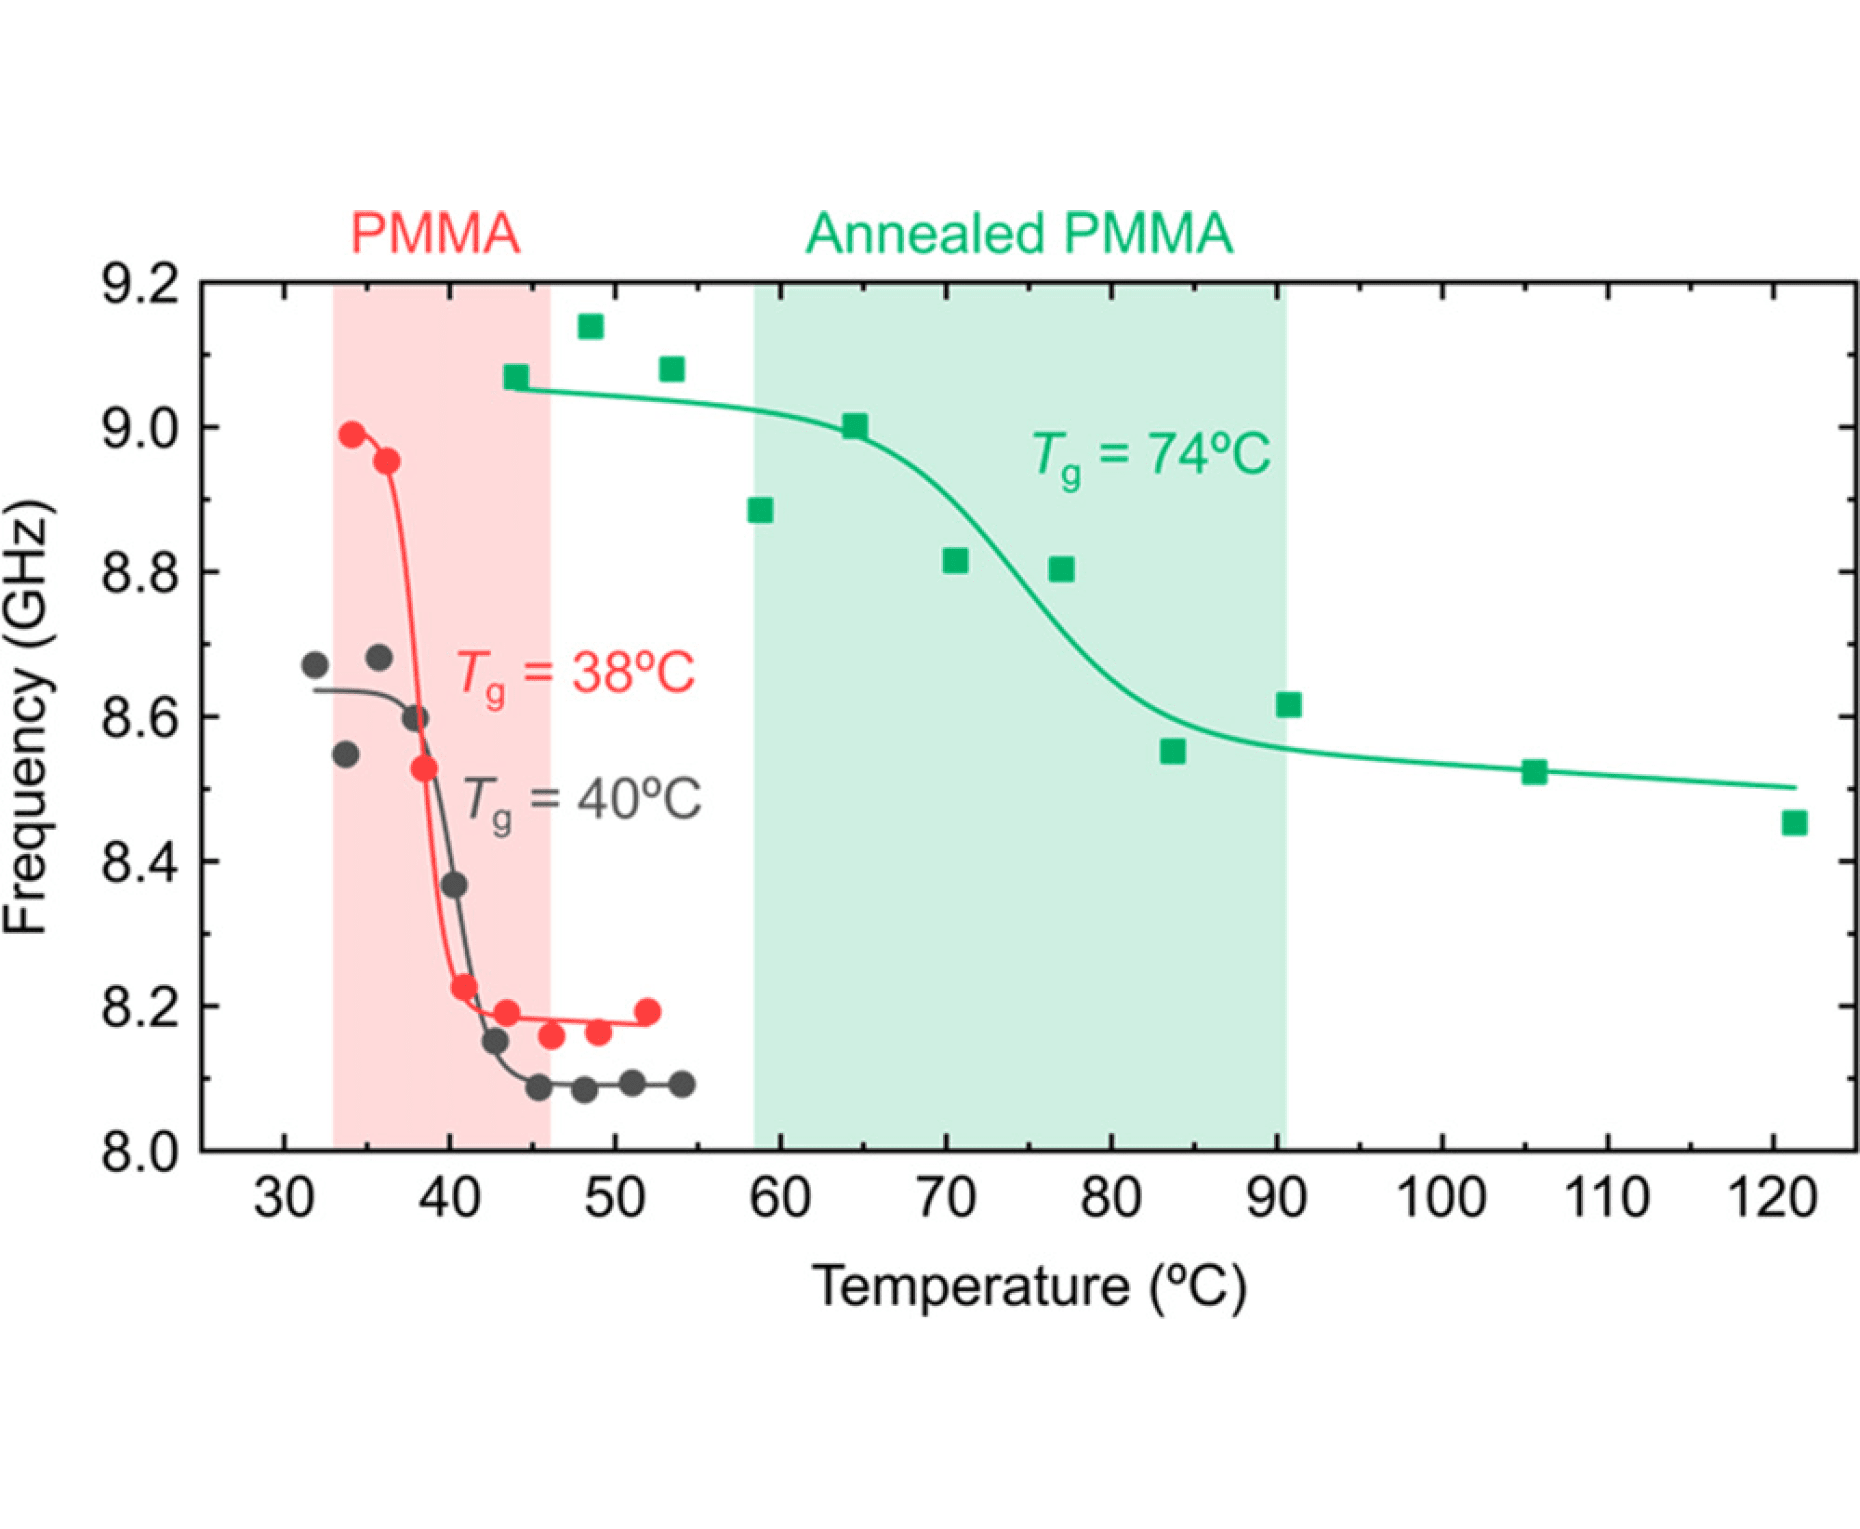 PMMA
Annealed PMMA
9.2
9.0
8.8
8.6
8.4
8.2
8.0
Frequency (GHz)
Tg = 74ºC
Tg = 38ºC
Tg = 40ºC
30 40 50 60 70 80 90 100 110 120
Temperature (ºC)